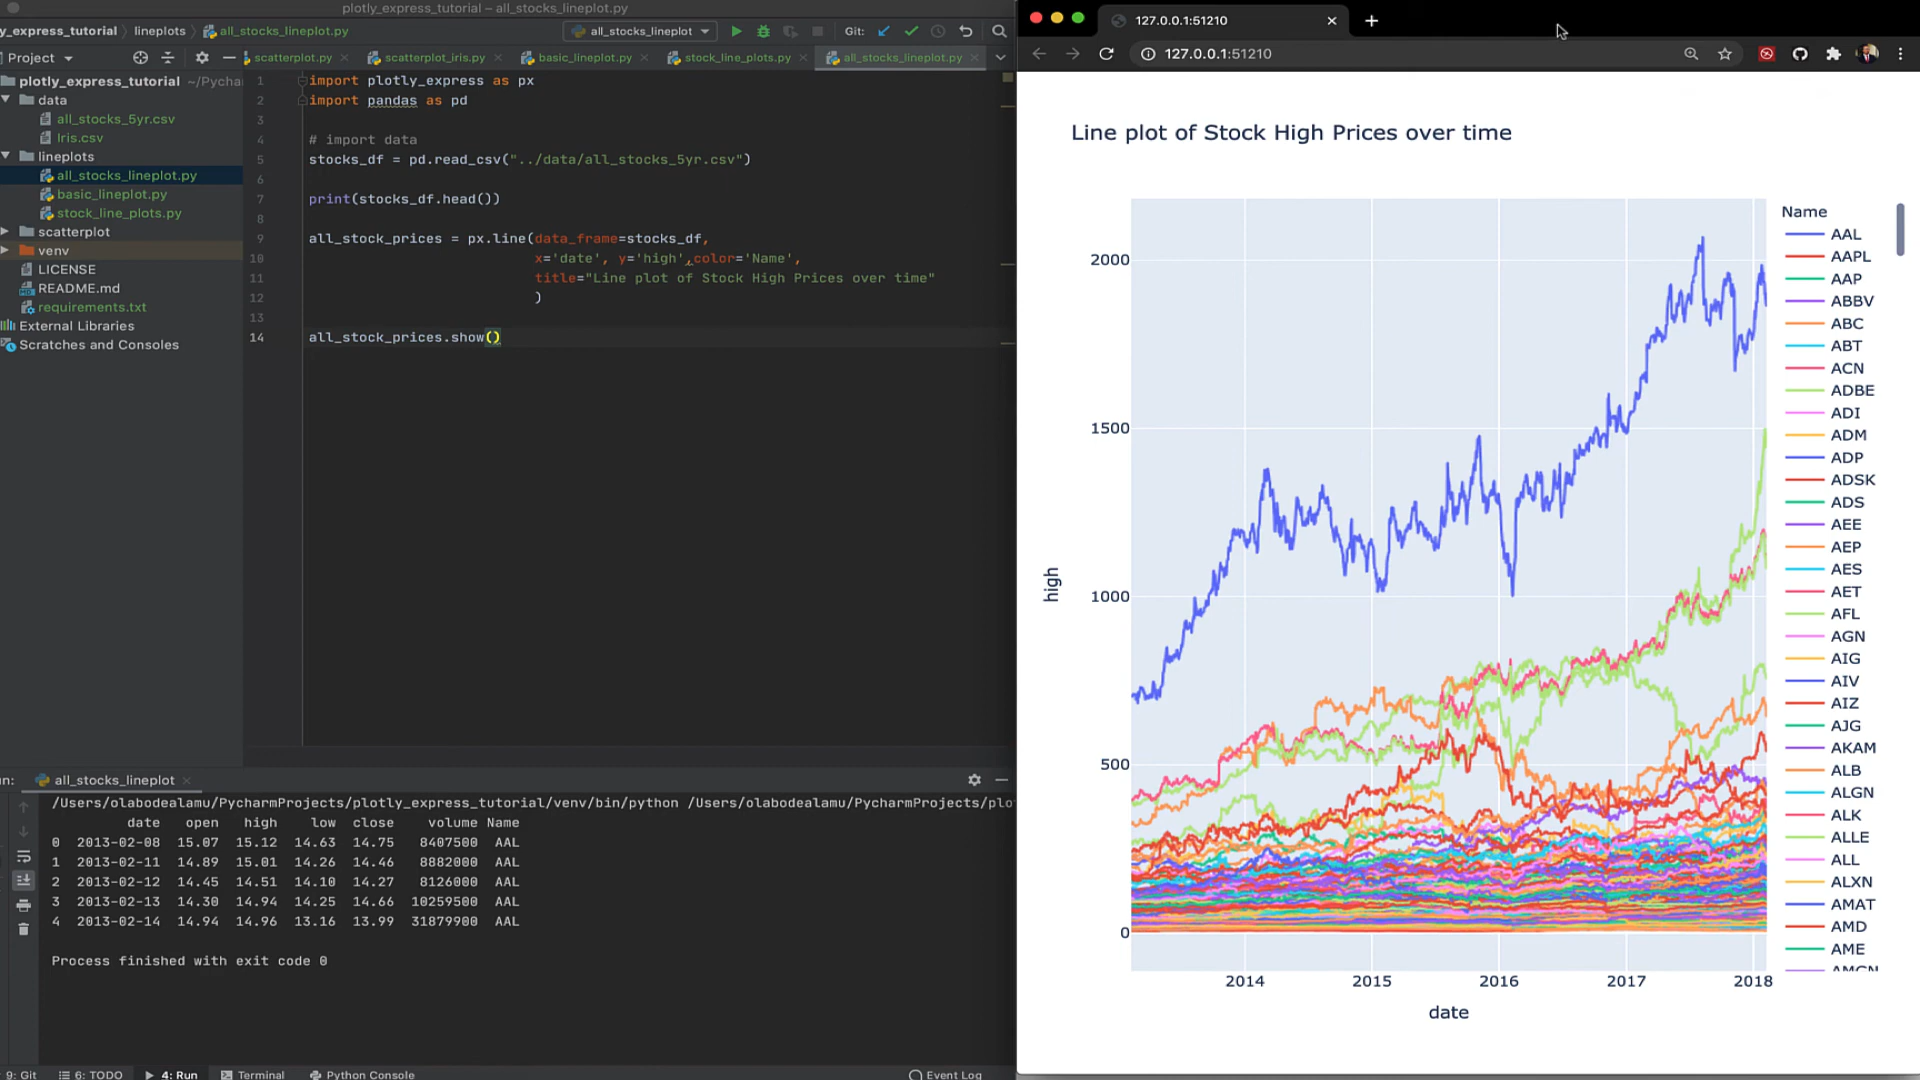 plotly_express_tutorial – all_stocks_lineplot.py
y_express_tutorial › lineplots › all_stocks_lineplot.py
all_stocks_lineplot
Git:
Project
scatterplot.py
scatterplot_iris.py
basic_lineplot.py
stock_line_plots.py
all_stocks_lineplot.py
plotly_express_tutorial ~/Pychar
data
all_stocks_5yr.csv
Iris.csv
lineplots
all_stocks_lineplot.py
basic_lineplot.py
stock_line_plots.py
scatterplot
venv
LICENSE
README.md
requirements.txt
External Libraries
Scratches and Consoles
1 import plotly_express as px
2 import pandas as pd
3
4 # import data
5 stocks_df = pd.read_csv("../data/all_stocks_5yr.csv")
6
7 print(stocks_df.head())
8
9 all_stock_prices = px.line(data_frame=stocks_df,
10 x='date', y='high',color='Name',
11 title="Line plot of Stock High Prices over time"
12 )
13
14 all_stock_prices.show()
un: all_stocks_lineplot
/Users/olabodealamu/PycharmProjects/plotly_express_tutorial/venv/bin/python /Users/olabodealamu/PycharmProjects/plo
date open high low close volume Name
0 2013-02-08 15.07 15.12 14.63 14.75 8407500 AAL
1 2013-02-11 14.89 15.01 14.26 14.46 8882000 AAL
2 2013-02-12 14.45 14.51 14.10 14.27 8126000 AAL
3 2013-02-13 14.30 14.94 14.25 14.66 10259500 AAL
4 2013-02-14 14.94 14.96 13.16 13.99 31879900 AAL
Process finished with exit code 0
9: Git
6: TODO
4: Run
Terminal
Python Console
Event Log
127.0.0.1:51210
127.0.0.1:51210
Line plot of Stock High Prices over time
2000
1500
1000
500
0
high
2014
2015
2016
2017
2018
date
Name
AAL
AAPL
AAP
ABBV
ABC
ABT
ACN
ADBE
ADI
ADM
ADP
ADSK
ADS
AEE
AEP
AES
AET
AFL
AGN
AIG
AIV
AIZ
AJG
AKAM
ALB
ALGN
ALK
ALLE
ALL
ALXN
AMAT
AMD
AME
AMGN